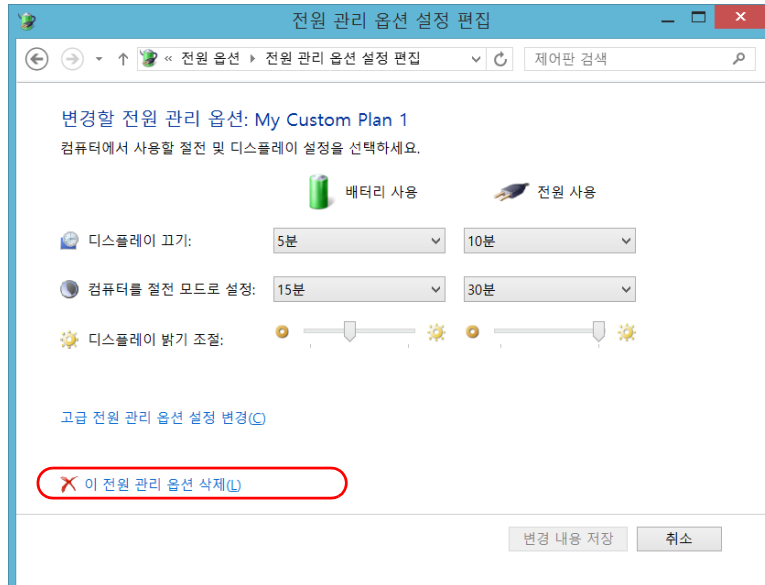 전원 관리 옵션 설정 편집
« 전원 옵션 ▸ 전원 관리 옵션 설정 편집 제어판 검색
변경할 전원 관리 옵션: My Custom Plan 1
컴퓨터에서 사용할 절전 및 디스플레이 설정을 선택하세요.
배터리 사용 전원 사용
디스플레이 끄기: 5분 10분
컴퓨터를 절전 모드로 설정: 15분 30분
디스플레이 밝기 조절:
고급 전원 관리 옵션 설정 변경(C)
이 전원 관리 옵션 삭제(L)
변경 내용 저장 취소